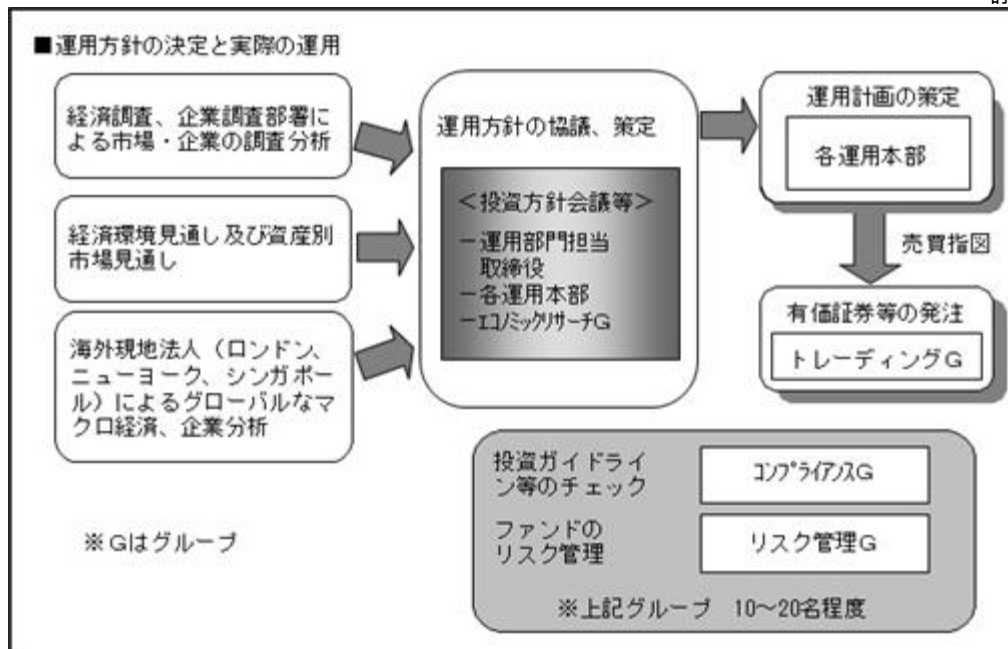 ■運用方針の決定と実際の運用
経済調査、企業調査部署に
よる市場・企業の調査分析
経済環境見通し及び資産別
市場見通し
海外現地法人(ロンドン、
ニューヨーク、シンガポー
ル)によるグローバルなマ
クロ経済、企業分析
運用方針の協議、策定
<投資方針会議等>
-運用部門担当
取締役
-各運用本部
-エコノミックリサーチG
運用計画の策定
各運用本部
売買指図
有価証券等の発注
トレーディングG
投資ガイドライ
ン等のチェック
コンプライアンスG
ファンドの
リスク管理
リスク管理G
※上記グループ 10~20名程度
※Gはグループ